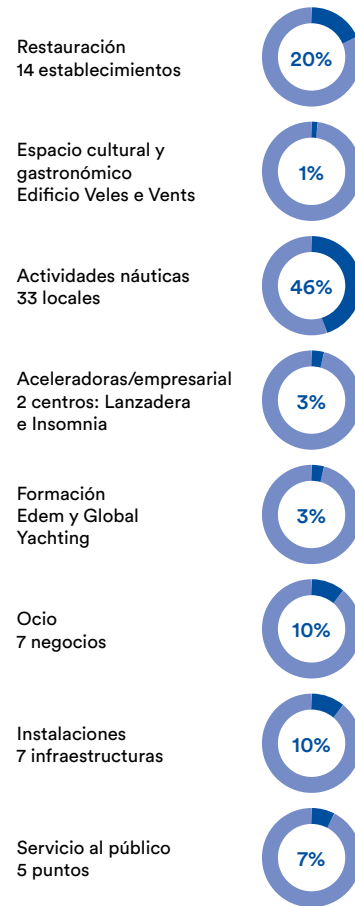 Restauración
14 establecimientos
20%
Espacio cultural y
gastronómico
Edificio Veles e Vents
1%
Actividades náuticas
33 locales
46%
Aceleradoras/empresarial
2 centros: Lanzadera
e Insomnia
3%
Formación
Edem y Global
Yachting
3%
Ocio
7 negocios
10%
Instalaciones
7 infraestructuras
10%
Servicio al público
5 puntos
7%